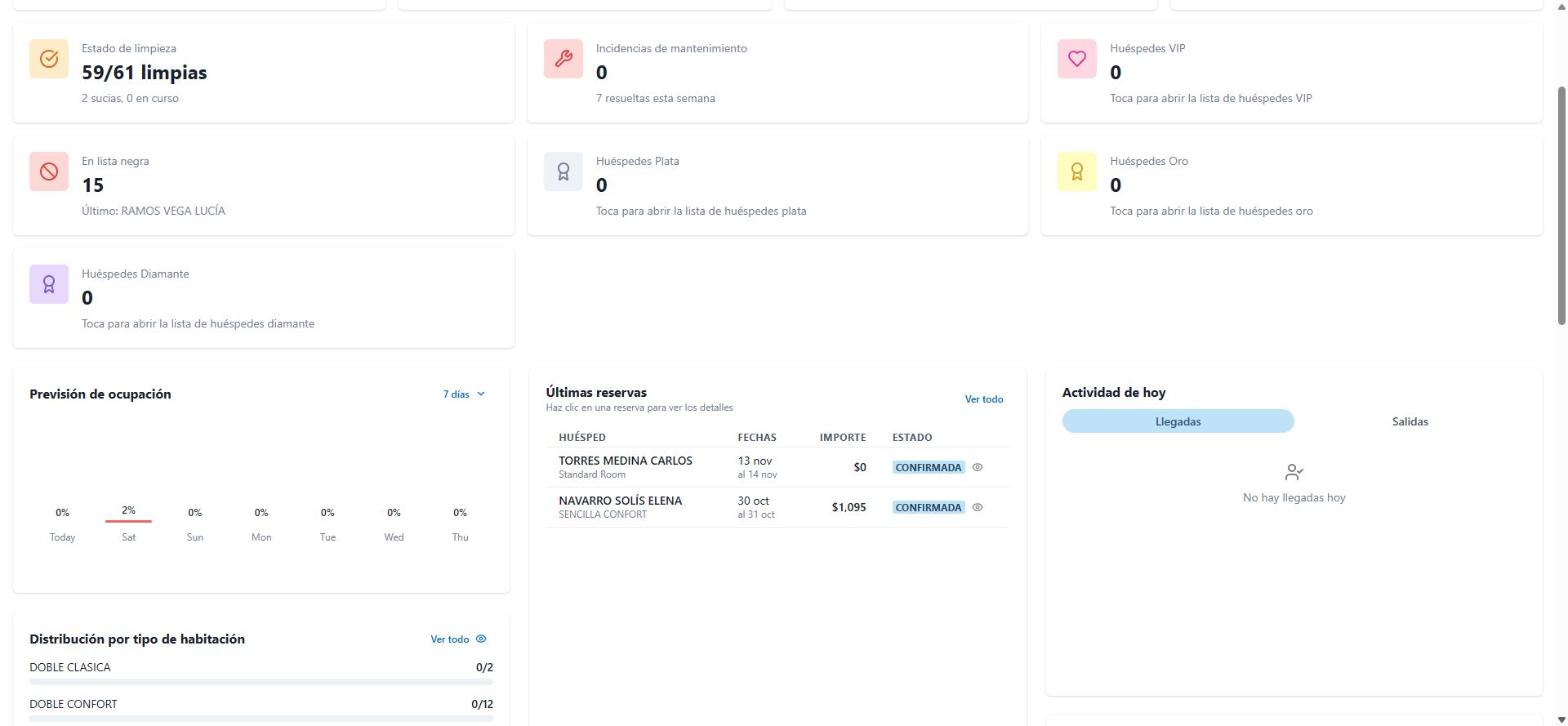 Estado de limpieza
59/61 limpias
2 sucias, 0 en curso
Incidencias de mantenimiento
0
7 resueltas esta semana
Huéspedes VIP
0
Toca para abrir la lista de huéspedes VIP
En lista negra
15
Último: RAMOS VEGA LUCÍA
Huéspedes Plata
0
Toca para abrir la lista de huéspedes plata
Huéspedes Oro
0
Toca para abrir la lista de huéspedes oro
Huéspedes Diamante
0
Toca para abrir la lista de huéspedes diamante
Previsión de ocupación
7 días
0% 2% 0% 0% 0% 0% 0%
Today Sat Sun Mon Tue Wed Thu
Distribución por tipo de habitación
Ver todo
DOBLE CLASICA 0/2
DOBLE CONFORT 0/12
Últimas reservas
Haz clic en una reserva para ver los detalles
Ver todo
HUÉSPED FECHAS IMPORTE ESTADO
TORRES MEDINA CARLOS 13 nov $0 CONFIRMADA
Standard Room al 14 nov
NAVARRO SOLÍS ELENA 30 oct $1,095 CONFIRMADA
SENCILLA CONFORT al 31 oct
Actividad de hoy
Llegadas Salidas
No hay llegadas hoy